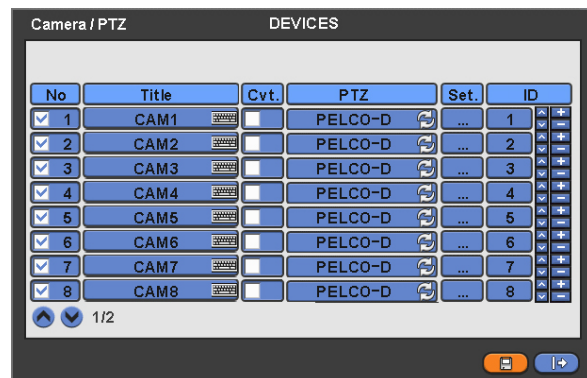 Camera / PTZ DEVICES
No Title Cvt. PTZ Set. ID
1 CAM1 PELCO-D ... 1
2 CAM2 PELCO-D ... 2
3 CAM3 PELCO-D ... 3
4 CAM4 PELCO-D ... 4
5 CAM5 PELCO-D ... 5
6 CAM6 PELCO-D ... 6
7 CAM7 PELCO-D ... 7
8 CAM8 PELCO-D ... 8
1/2